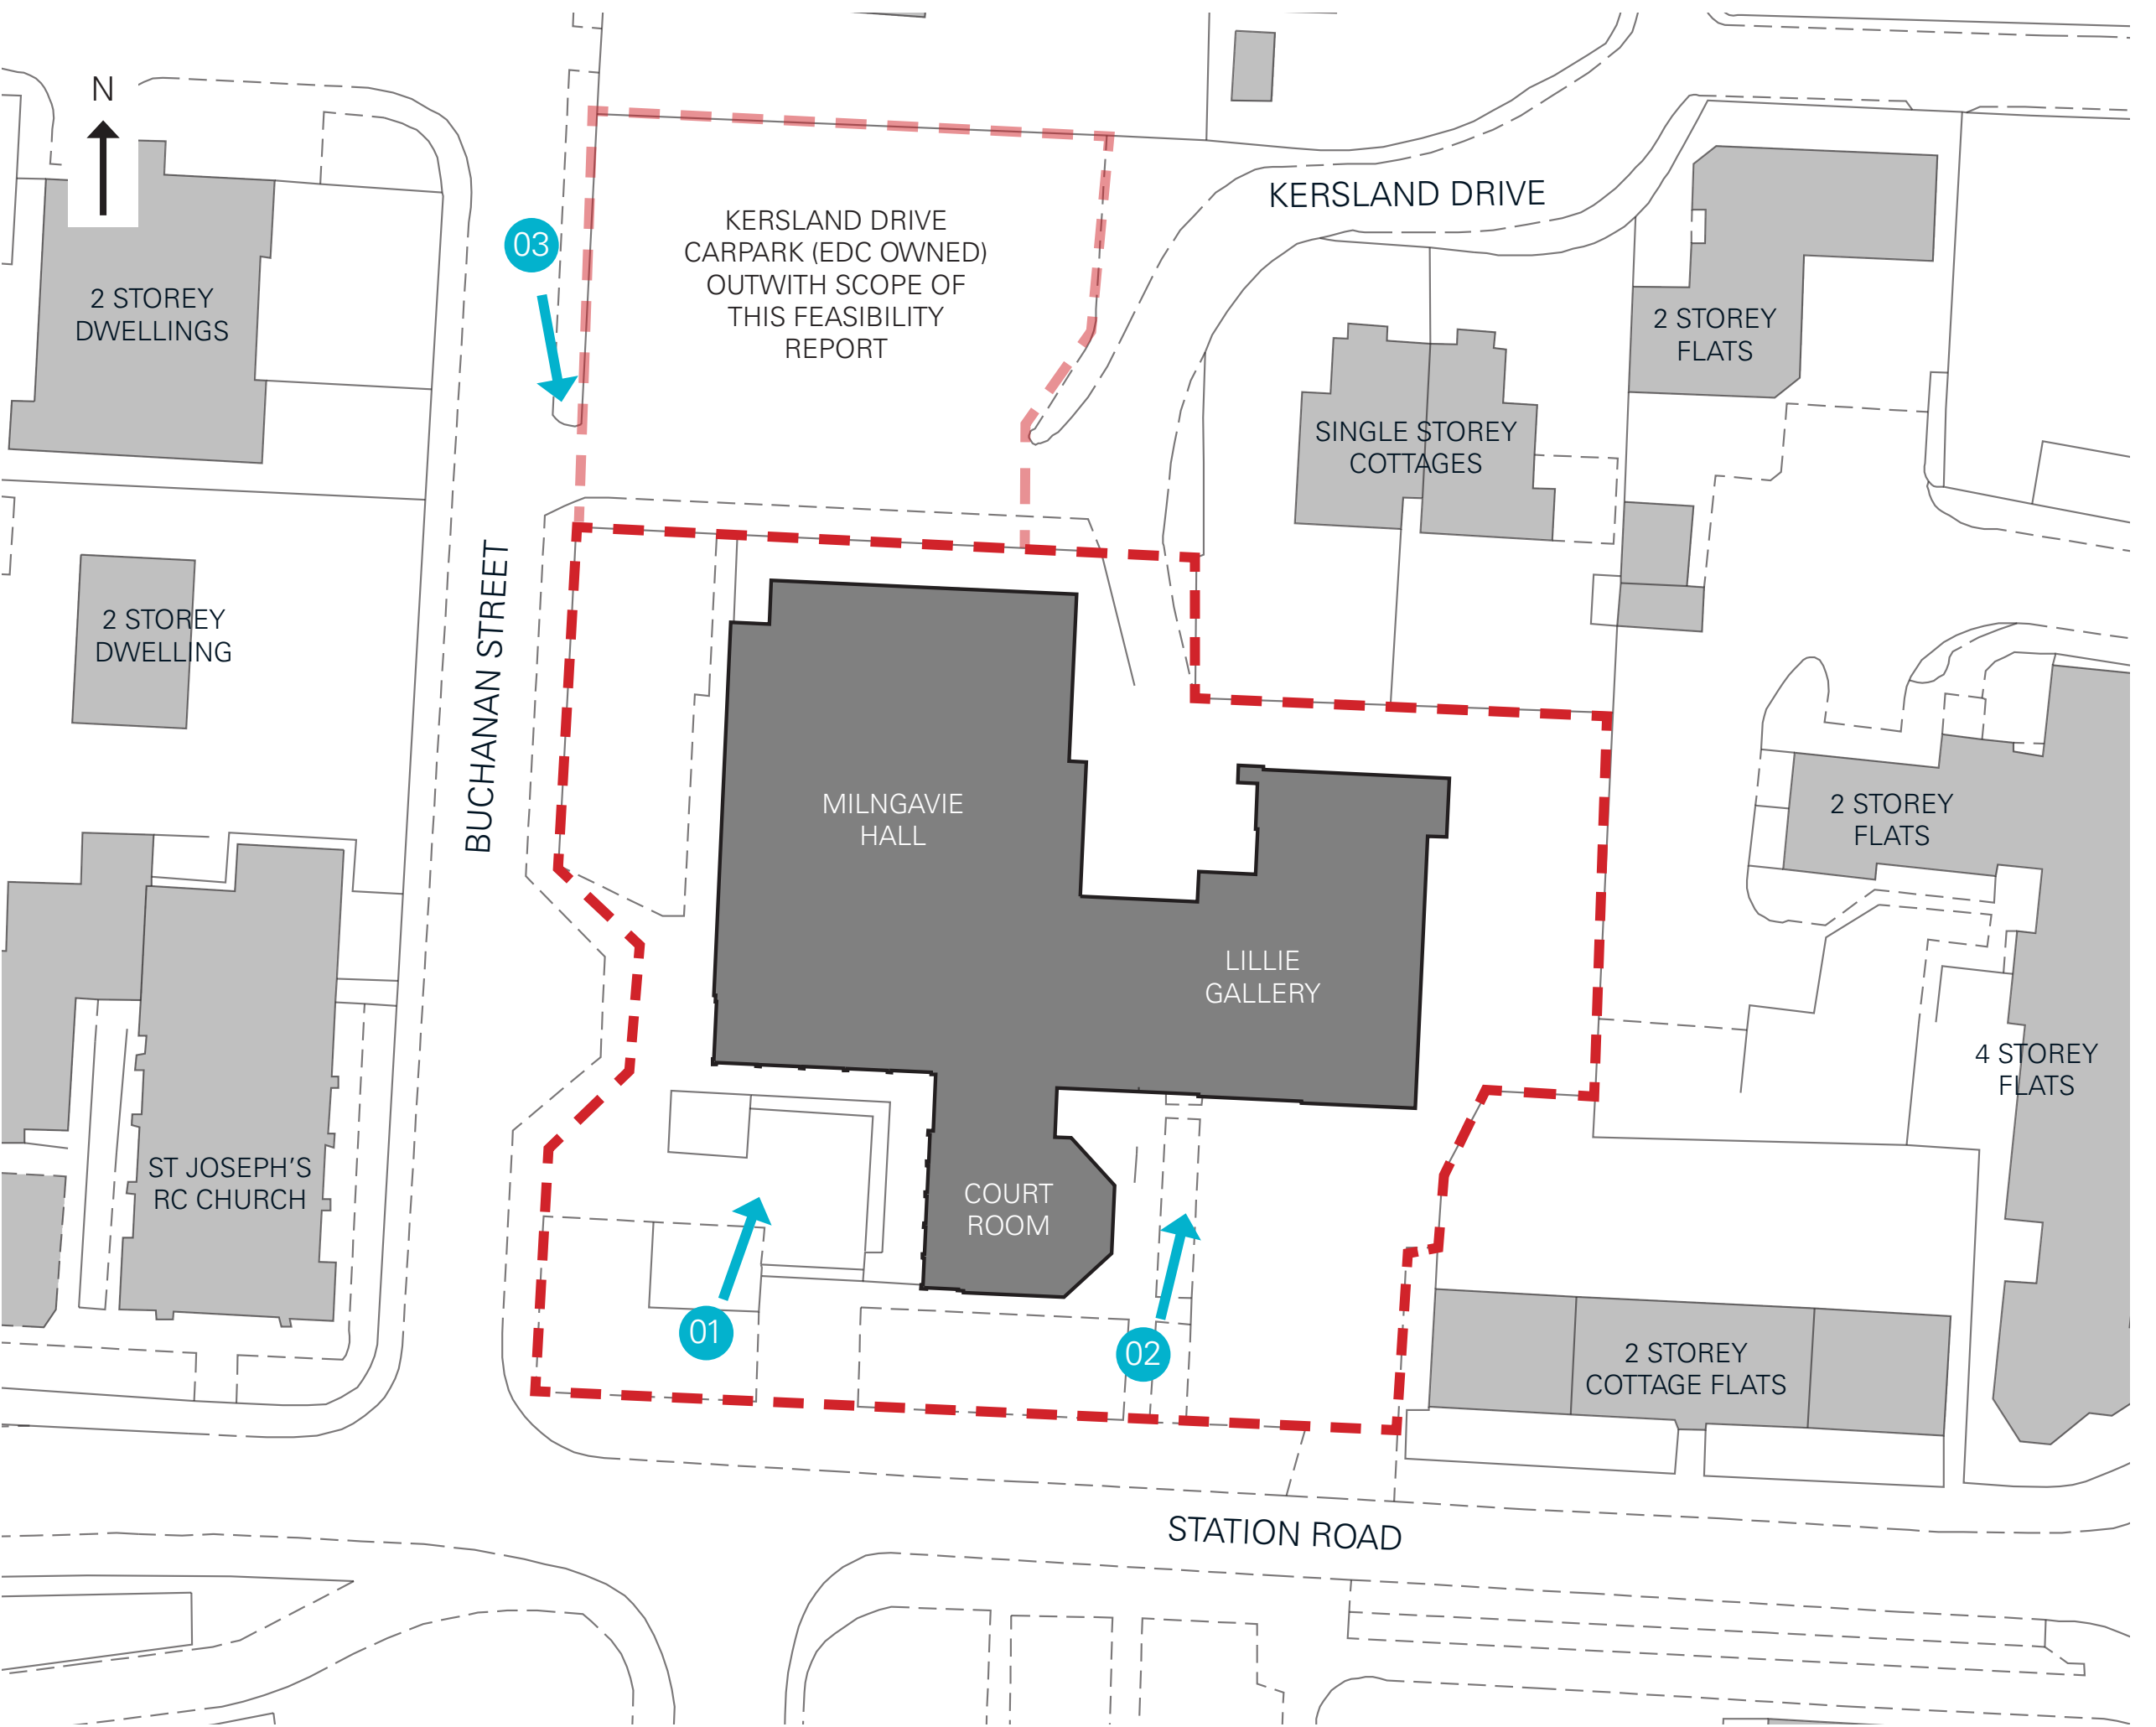 N
03
KERSLAND DRIVE
CARPARK (EDC OWNED)
OUTWITH SCOPE OF
THIS FEASIBILITY
REPORT
KERSLAND DRIVE
2 STOREY
DWELLINGS
2 STOREY
FLATS
SINGLE STOREY
COTTAGES
BUCHANAN STREET
2 STOREY
DWELLING
MILNGAVIE
HALL
2 STOREY
FLATS
LILLIE
GALLERY
4 STOREY
FLATS
ST JOSEPH'S
RC CHURCH
COURT
ROOM
01
02
2 STOREY
COTTAGE FLATS
STATION ROAD